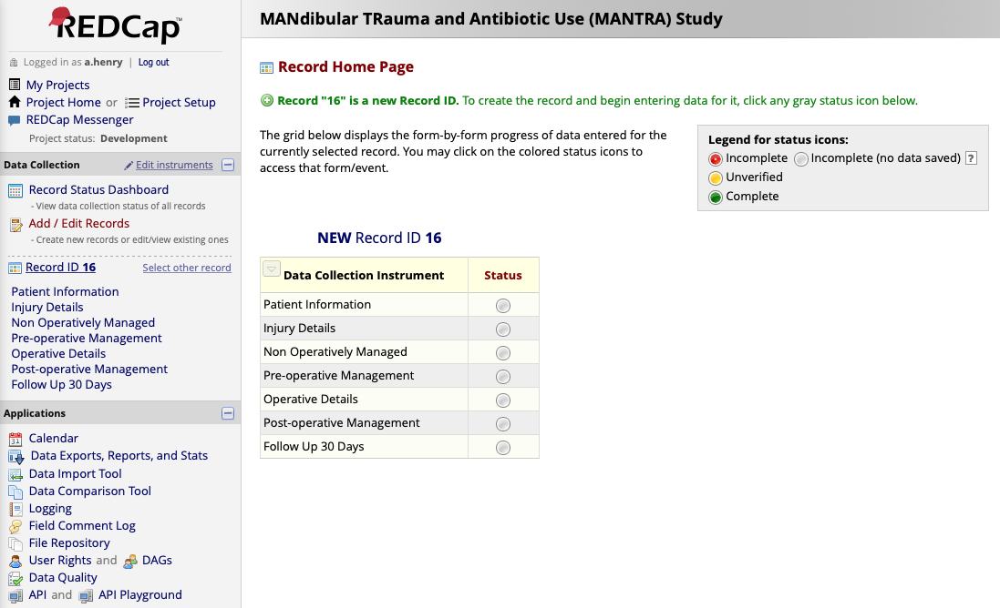 REDCap™
Logged in as a.henry | Log out
My Projects
Project Home or Project Setup
REDCap Messenger
Project status: Development
Data Collection Edit instruments
Record Status Dashboard
- View data collection status of all records
Add / Edit Records
- Create new records or edit/view existing ones
Record ID 16 Select other record
Patient Information
Injury Details
Non Operatively Managed
Pre-operative Management
Operative Details
Post-operative Management
Follow Up 30 Days
Applications
Calendar
Data Exports, Reports, and Stats
Data Import Tool
Data Comparison Tool
Logging
Field Comment Log
File Repository
User Rights and DAGs
Data Quality
API and API Playground
MANdibular TRauma and Antibiotic Use (MANTRA) Study
Record Home Page
Record "16" is a new Record ID. To create the record and begin entering data for it, click any gray status icon below.
The grid below displays the form-by-form progress of data entered for the
currently selected record. You may click on the colored status icons to
access that form/event.
Legend for status icons:
Incomplete Incomplete (no data saved) ?
Unverified
Complete
NEW Record ID 16
Data Collection Instrument Status
Patient Information
Injury Details
Non Operatively Managed
Pre-operative Management
Operative Details
Post-operative Management
Follow Up 30 Days